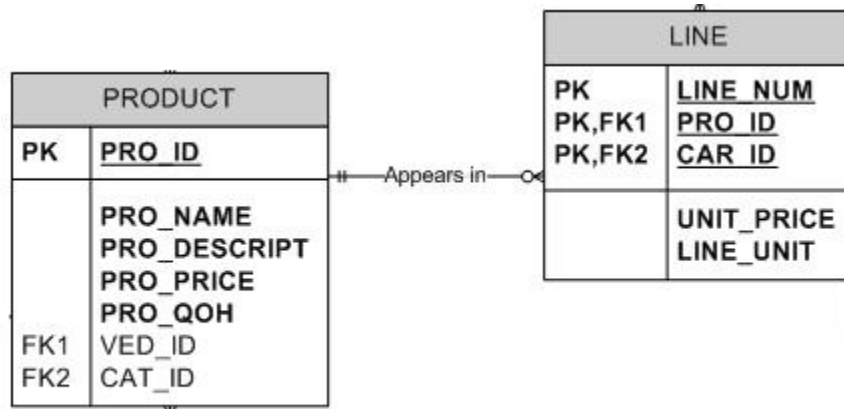 PRODUCT
PK PRO_ID
PRO_NAME
PRO_DESCRIPT
PRO_PRICE
PRO_QOH
FK1 VED_ID
FK2 CAT_ID
Appears in
LINE
PK LINE_NUM
PK,FK1 PRO_ID
PK,FK2 CAR_ID
UNIT_PRICE
LINE_UNIT